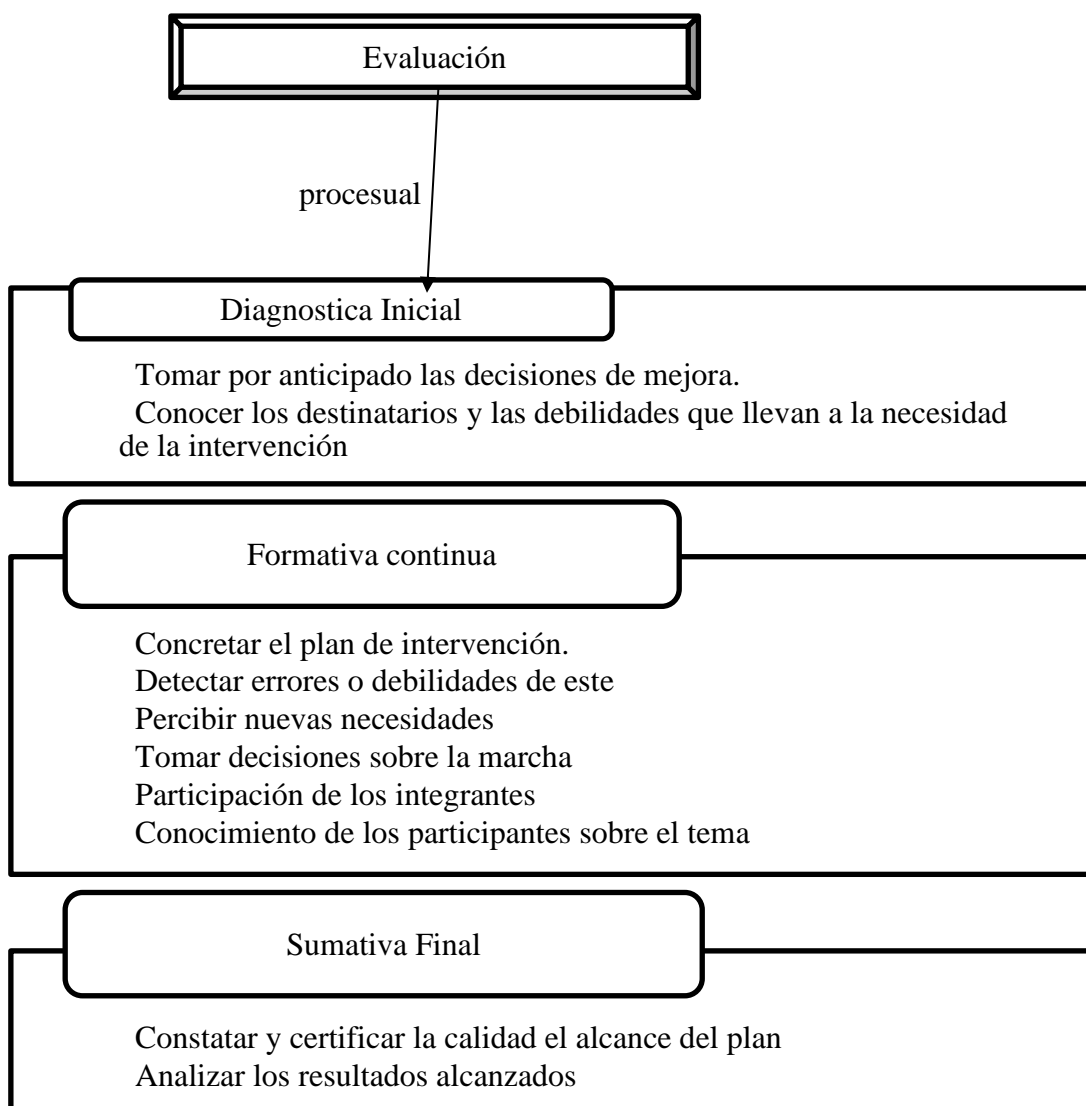 Evaluación
procesual
Diagnostica Inicial
Tomar por anticipado las decisiones de mejora.
Conocer los destinatarios y las debilidades que llevan a la necesidad
de la intervención
Formativa continua
Concretar el plan de intervención.
Detectar errores o debilidades de este
Percibir nuevas necesidades
Tomar decisiones sobre la marcha
Participación de los integrantes
Conocimiento de los participantes sobre el tema
Sumativa Final
Constatar y certificar la calidad el alcance del plan
Analizar los resultados alcanzados